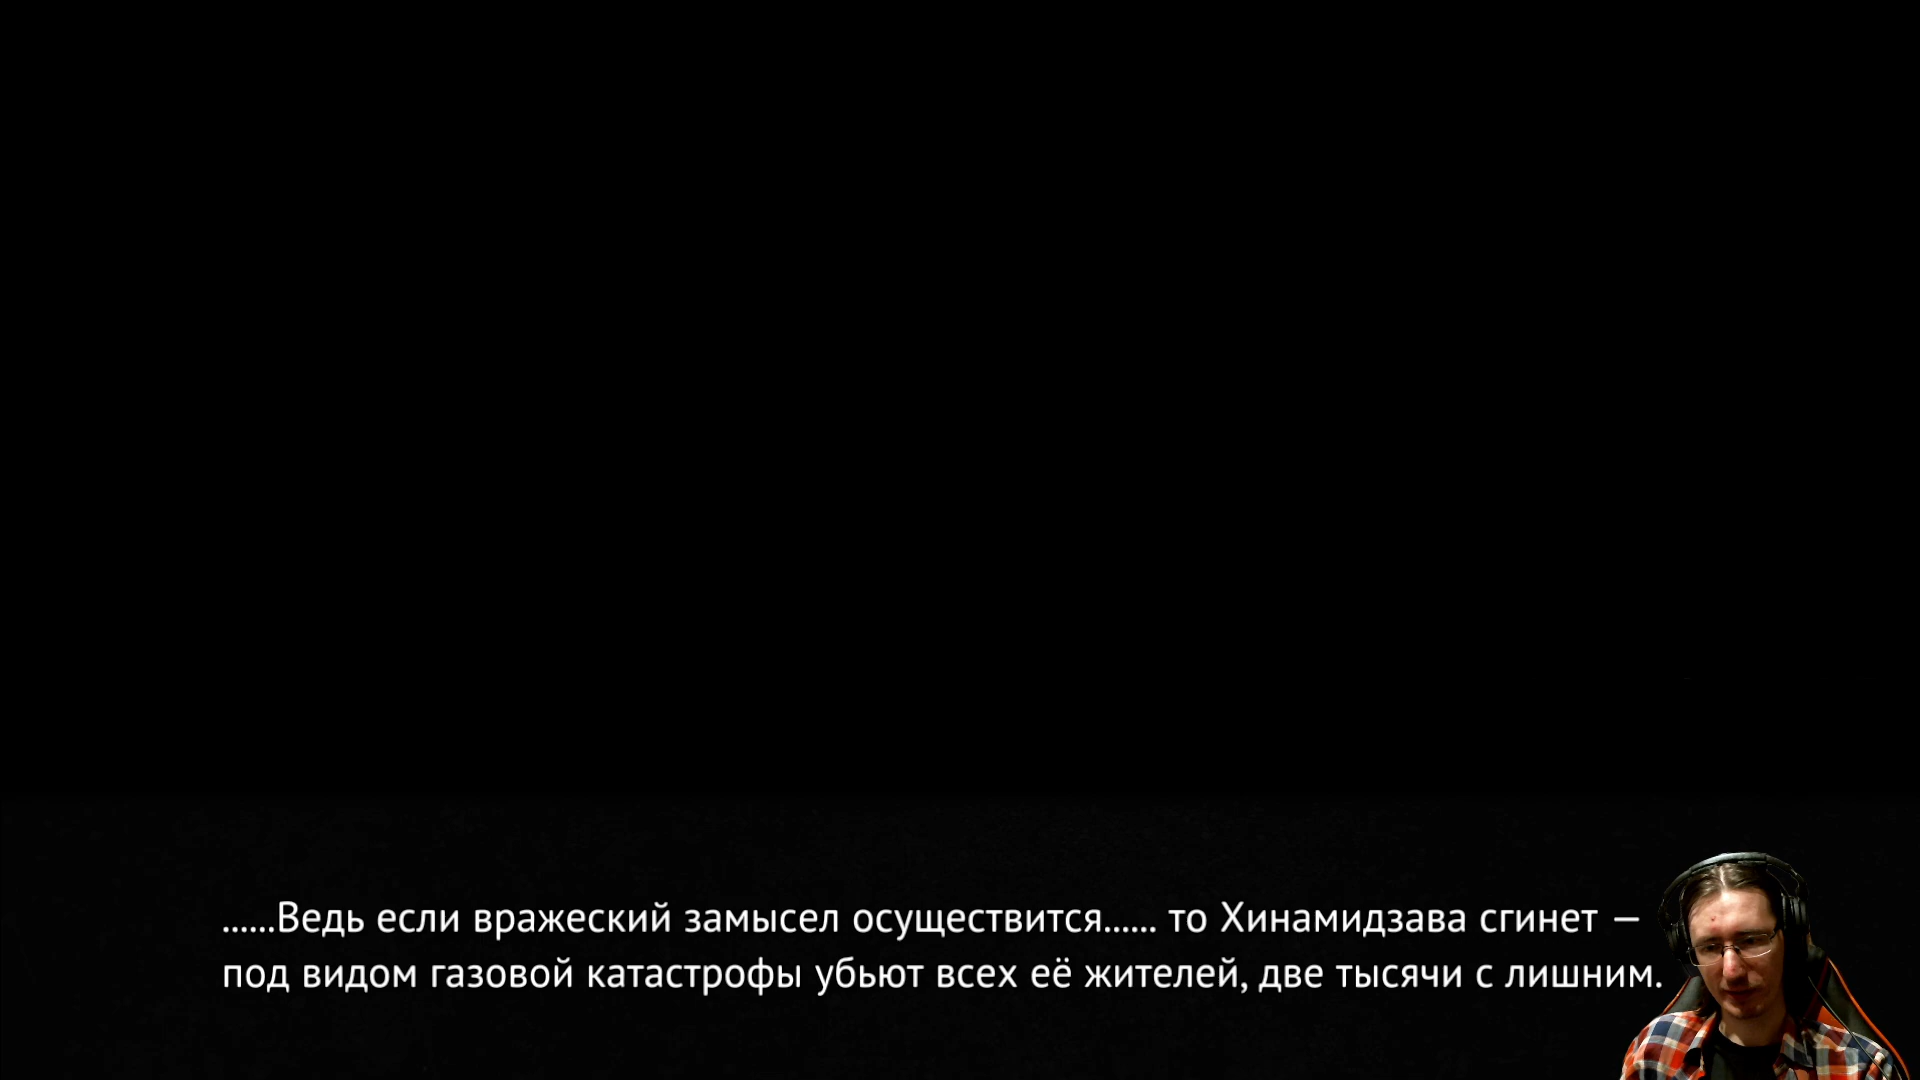 ......Ведь если вражеский замысел осуществится...... то Хинамидзава сгинет —
под видом газовой катастрофы убьют всех её жителей, две тысячи с лишним.